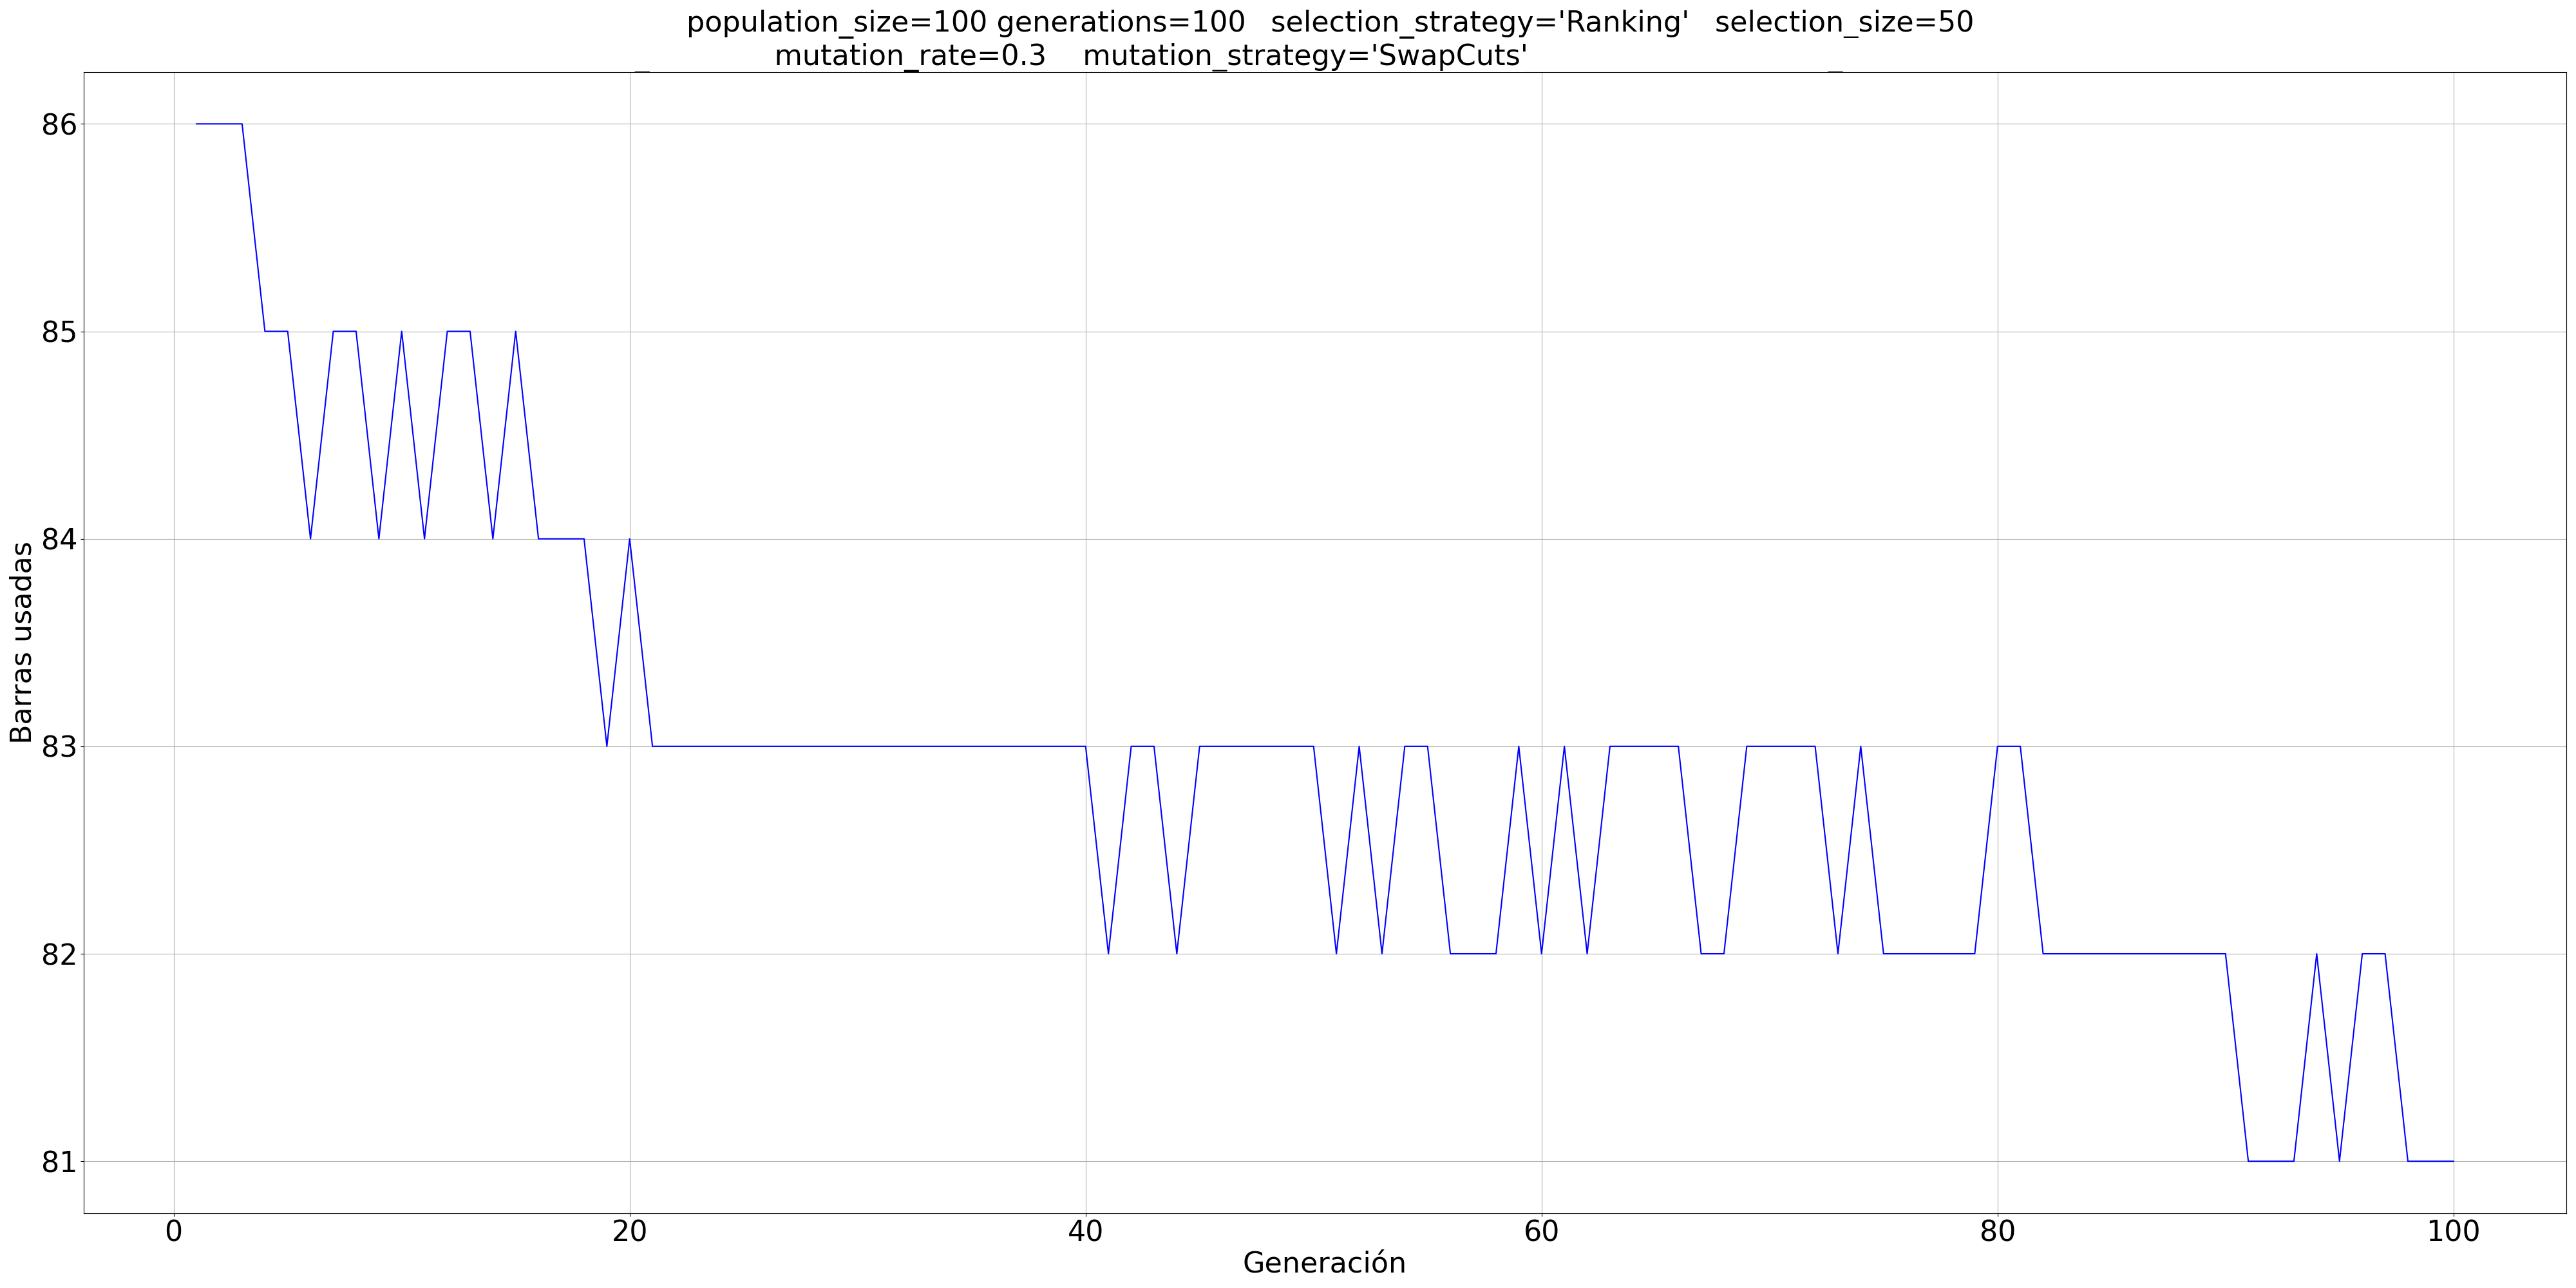 population_size=100 generations=100 selection_strategy='Ranking' selection_size=50
_ mutation_rate=0.3 mutation_strategy='SwapCuts' _
86
85
84
83
82
81
Barras usadas
0 20 40 60 80 100
Generación